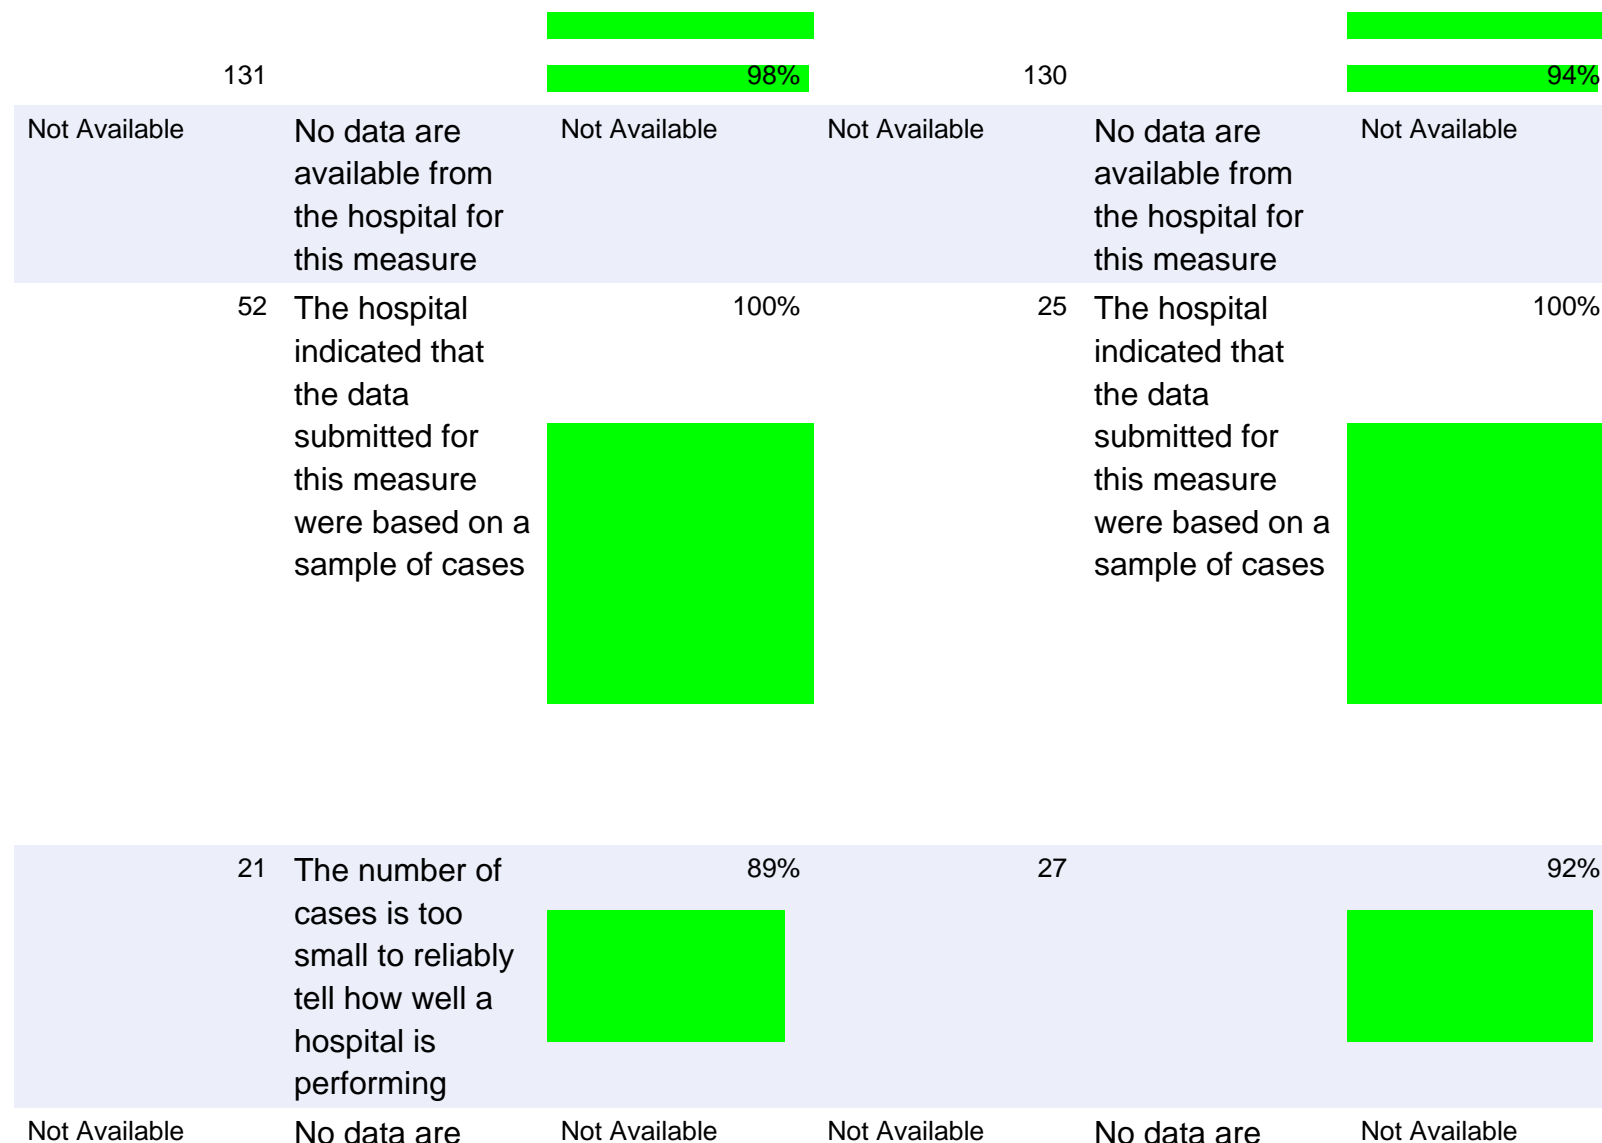 131 98% 130 94%
Not Available No data are Not Available Not Available No data are Not Available
available from available from
the hospital for the hospital for
this measure this measure
52 The hospital 100% 25 The hospital 100%
indicated that indicated that
the data the data
submitted for submitted for
this measure this measure
were based on a were based on a
sample of cases sample of cases
21 The number of 89% 27 92%
cases is too
small to reliably
tell how well a
hospital is
performing
Not Available No data are Not Available Not Available No data are Not Available